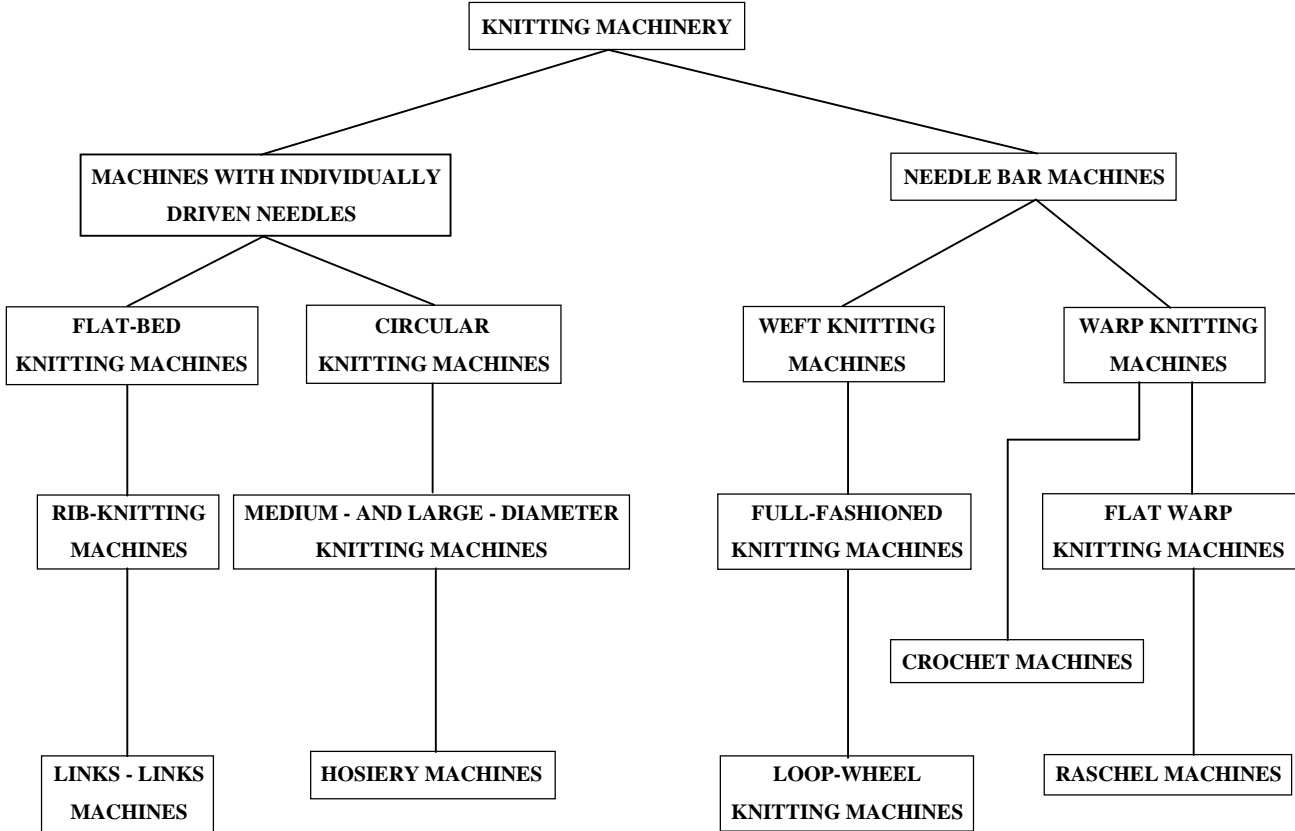 KNITTING MACHINERY
MACHINES WITH INDIVIDUALLY
DRIVEN NEEDLES
NEEDLE BAR MACHINES
FLAT-BED
KNITTING MACHINES
CIRCULAR
KNITTING MACHINES
WEFT KNITTING
MACHINES
WARP KNITTING
MACHINES
RIB-KNITTING
MACHINES
MEDIUM - AND LARGE - DIAMETER
KNITTING MACHINES
FULL-FASHIONED
KNITTING MACHINES
FLAT WARP
KNITTING MACHINES
CROCHET MACHINES
LINKS - LINKS
MACHINES
HOSIERY MACHINES
LOOP-WHEEL
KNITTING MACHINES
RASCHEL MACHINES